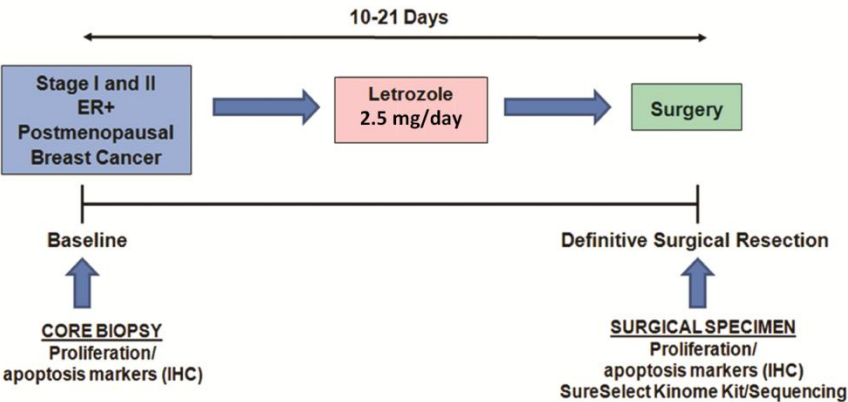 10-21 Days
Stage I and II
ER+
Postmenopausal
Breast Cancer
Letrozole
2.5 mg/day
Surgery
Baseline
Definitive Surgical Resection
CORE BIOPSY
Proliferation/
apoptosis markers (IHC)
SURGICAL SPECIMEN
Proliferation/
apoptosis markers (IHC)
SureSelect Kinome Kit/Sequencing